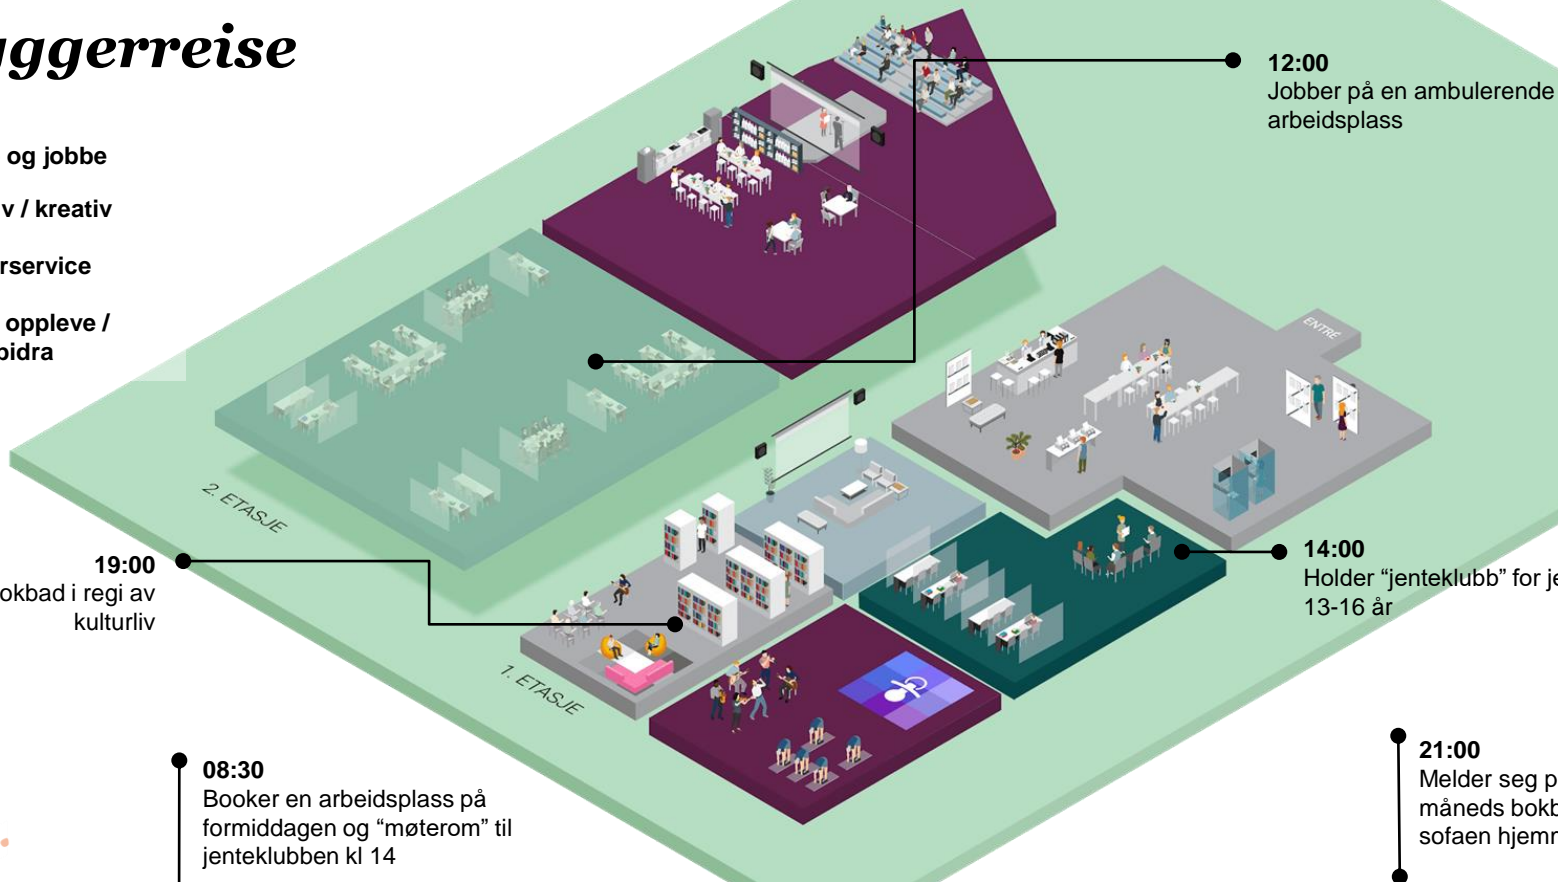 ggerreise
og jobbe
v / kreativ
rservice
oppleve /
bidra
12:00
Jobber på en ambulerende
arbeidsplass
ENTRÉ
2. ETASJE
19:00
okbad i regi av
kulturliv
14:00
Holder “jenteklubb” for je
13-16 år
1. ETASJE
08:30
Booker en arbeidsplass på
formiddagen og “møterom” til
jenteklubben kl 14
21:00
Melder seg p
måneds bokb
sofaen hjemm